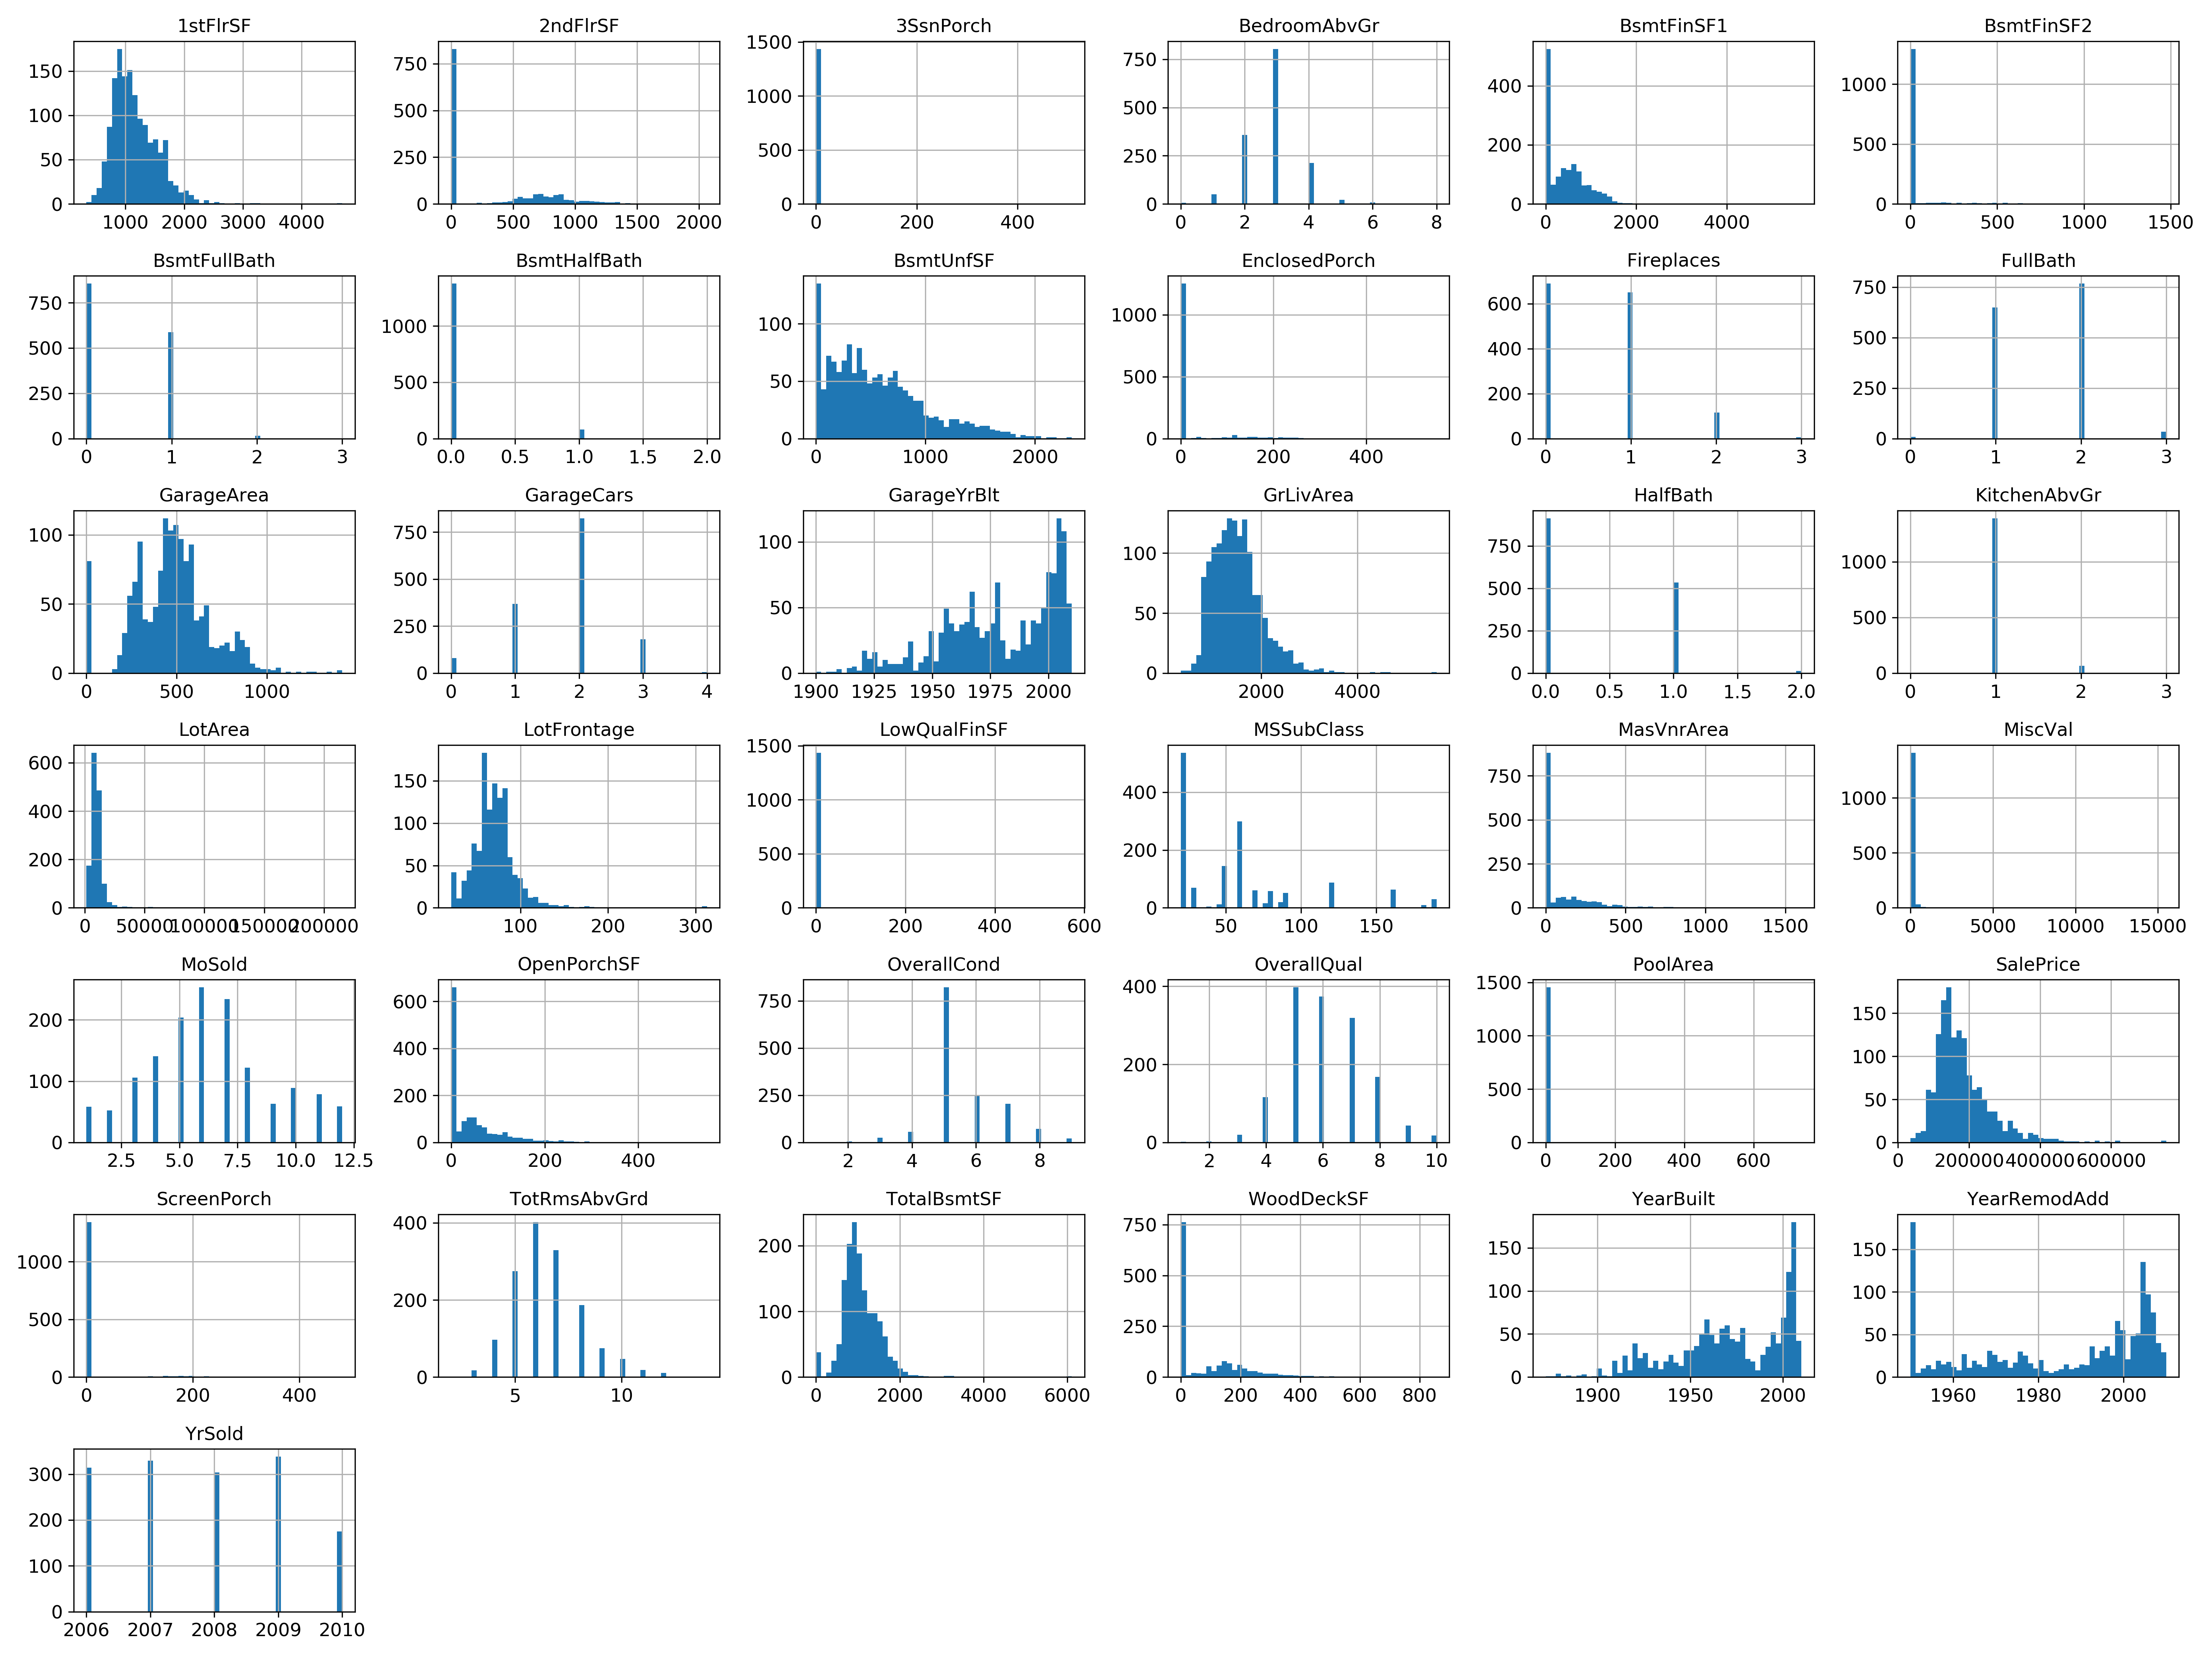 1stFlrSF 2ndFlrSF 3SsnPorch BedroomAbvGr BsmtFinSF1 BsmtFinSF2
150 100 50 0 750 500 250 0 1500 1000 500 0 750 500 250 0 400 200 0 1000 500 0
1000 2000 3000 4000 0 500 1000 1500 2000 0 200 400 0 2 4 6 8 0 2000 4000 0 500 1000 1500
BsmtFullBath BsmtHalfBath BsmtUnfSF EnclosedPorch Fireplaces FullBath
750 500 250 0 1000 500 0 100 50 0 1000 500 0 600 400 200 0 750 500 250 0
0 1 2 3 0.0 0.5 1.0 1.5 2.0 0 1000 2000 0 200 400 0 1 2 3 0 1 2 3
GarageArea GarageCars GarageYrBlt GrLivArea HalfBath KitchenAbvGr
100 50 0 750 500 250 0 100 50 0 100 50 0 750 500 250 0 1000 500 0
0 500 1000 0 1 2 3 4 1900 1925 1950 1975 2000 2000 4000 0.0 0.5 1.0 1.5 2.0 0 1 2 3
LotArea LotFrontage LowQualFinSF MSSubClass MasVnrArea MiscVal
600 400 200 0 150 100 50 0 1500 1000 500 0 400 200 0 750 500 250 0 1000 500 0
0 50000 100000 150000 200000 100 200 300 0 200 400 600 50 100 150 0 500 1000 1500 0 5000 10000 15000
MoSold OpenPorchSF OverallCond OverallQual PoolArea SalePrice
200 100 0 600 400 200 0 750 500 250 0 400 200 0 1500 1000 500 0 150 100 50 0
2.5 5.0 7.5 10.0 12.5 0 200 400 2 4 6 8 2 4 6 8 10 0 200 400 600 0 200000 400000 600000
ScreenPorch TotRmsAbvGrd TotalBsmtSF WoodDeckSF YearBuilt YearRemodAdd
1000 500 0 400 200 0 200 100 0 750 500 250 0 150 100 50 0 150 100 50 0
0 200 400 5 10 0 2000 4000 6000 0 200 400 600 800 1900 1950 2000 1960 1980 2000
YrSold
300 200 100 0
2006 2007 2008 2009 2010